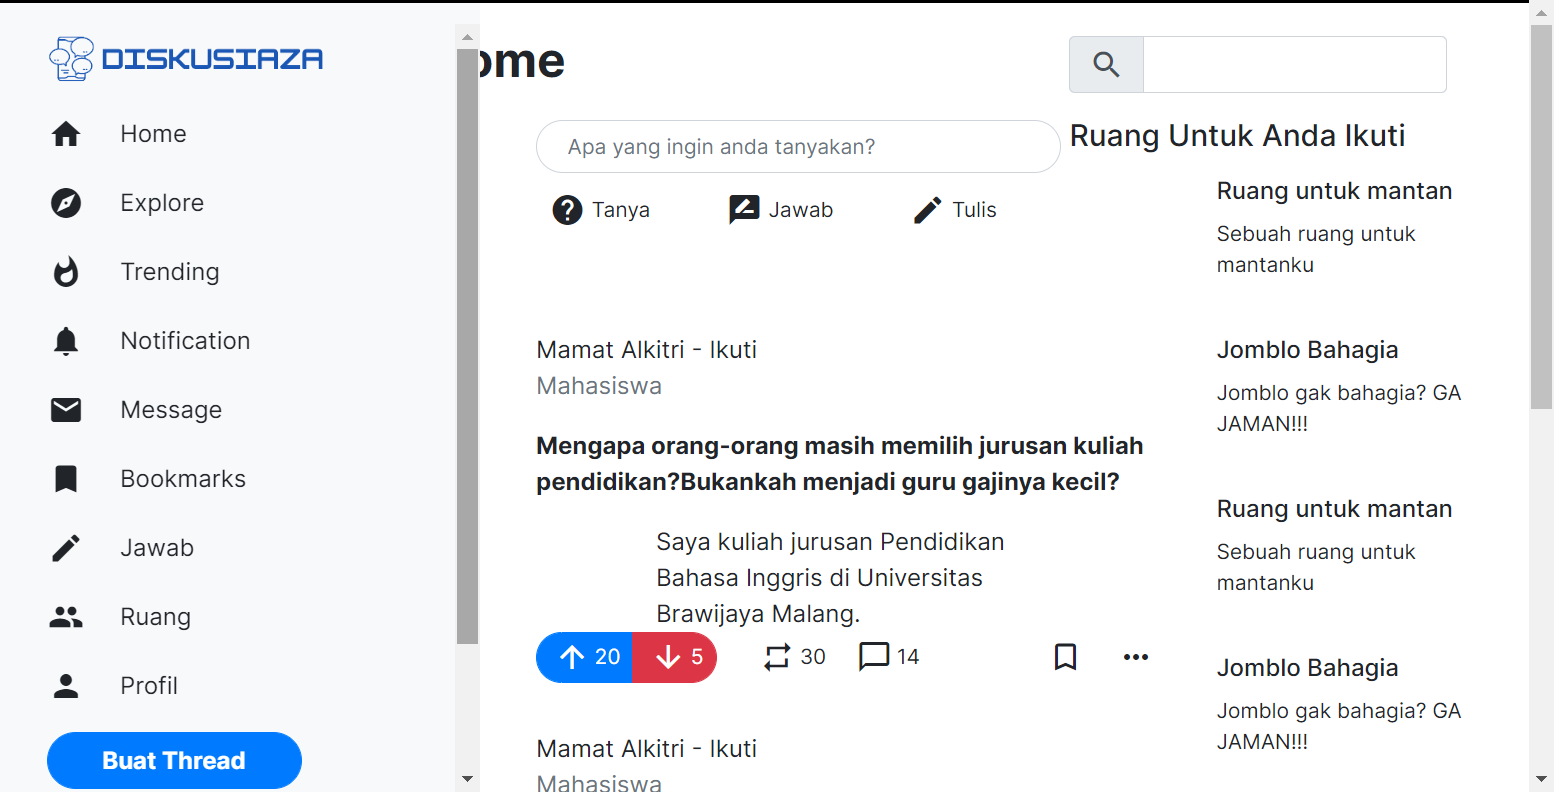 DISKUSIAZA
Home
Explore
Trending
Notification
Message
Bookmarks
Jawab
Ruang
Profil
Buat Thread
ome
Apa yang ingin anda tanyakan?
Tanya
Jawab
Tulis
Mamat Alkitri - Ikuti
Mahasiswa
Mengapa orang-orang masih memilih jurusan kuliah
pendidikan?Bukankah menjadi guru gajinya kecil?
Saya kuliah jurusan Pendidikan
Bahasa Inggris di Universitas
Brawijaya Malang.
20
5
30
14
Mamat Alkitri - Ikuti
Mahasiswa
Ruang Untuk Anda Ikuti
Ruang untuk mantan
Sebuah ruang untuk
mantanku
Jomblo Bahagia
Jomblo gak bahagia? GA
JAMAN!!!
Ruang untuk mantan
Sebuah ruang untuk
mantanku
Jomblo Bahagia
Jomblo gak bahagia? GA
JAMAN!!!